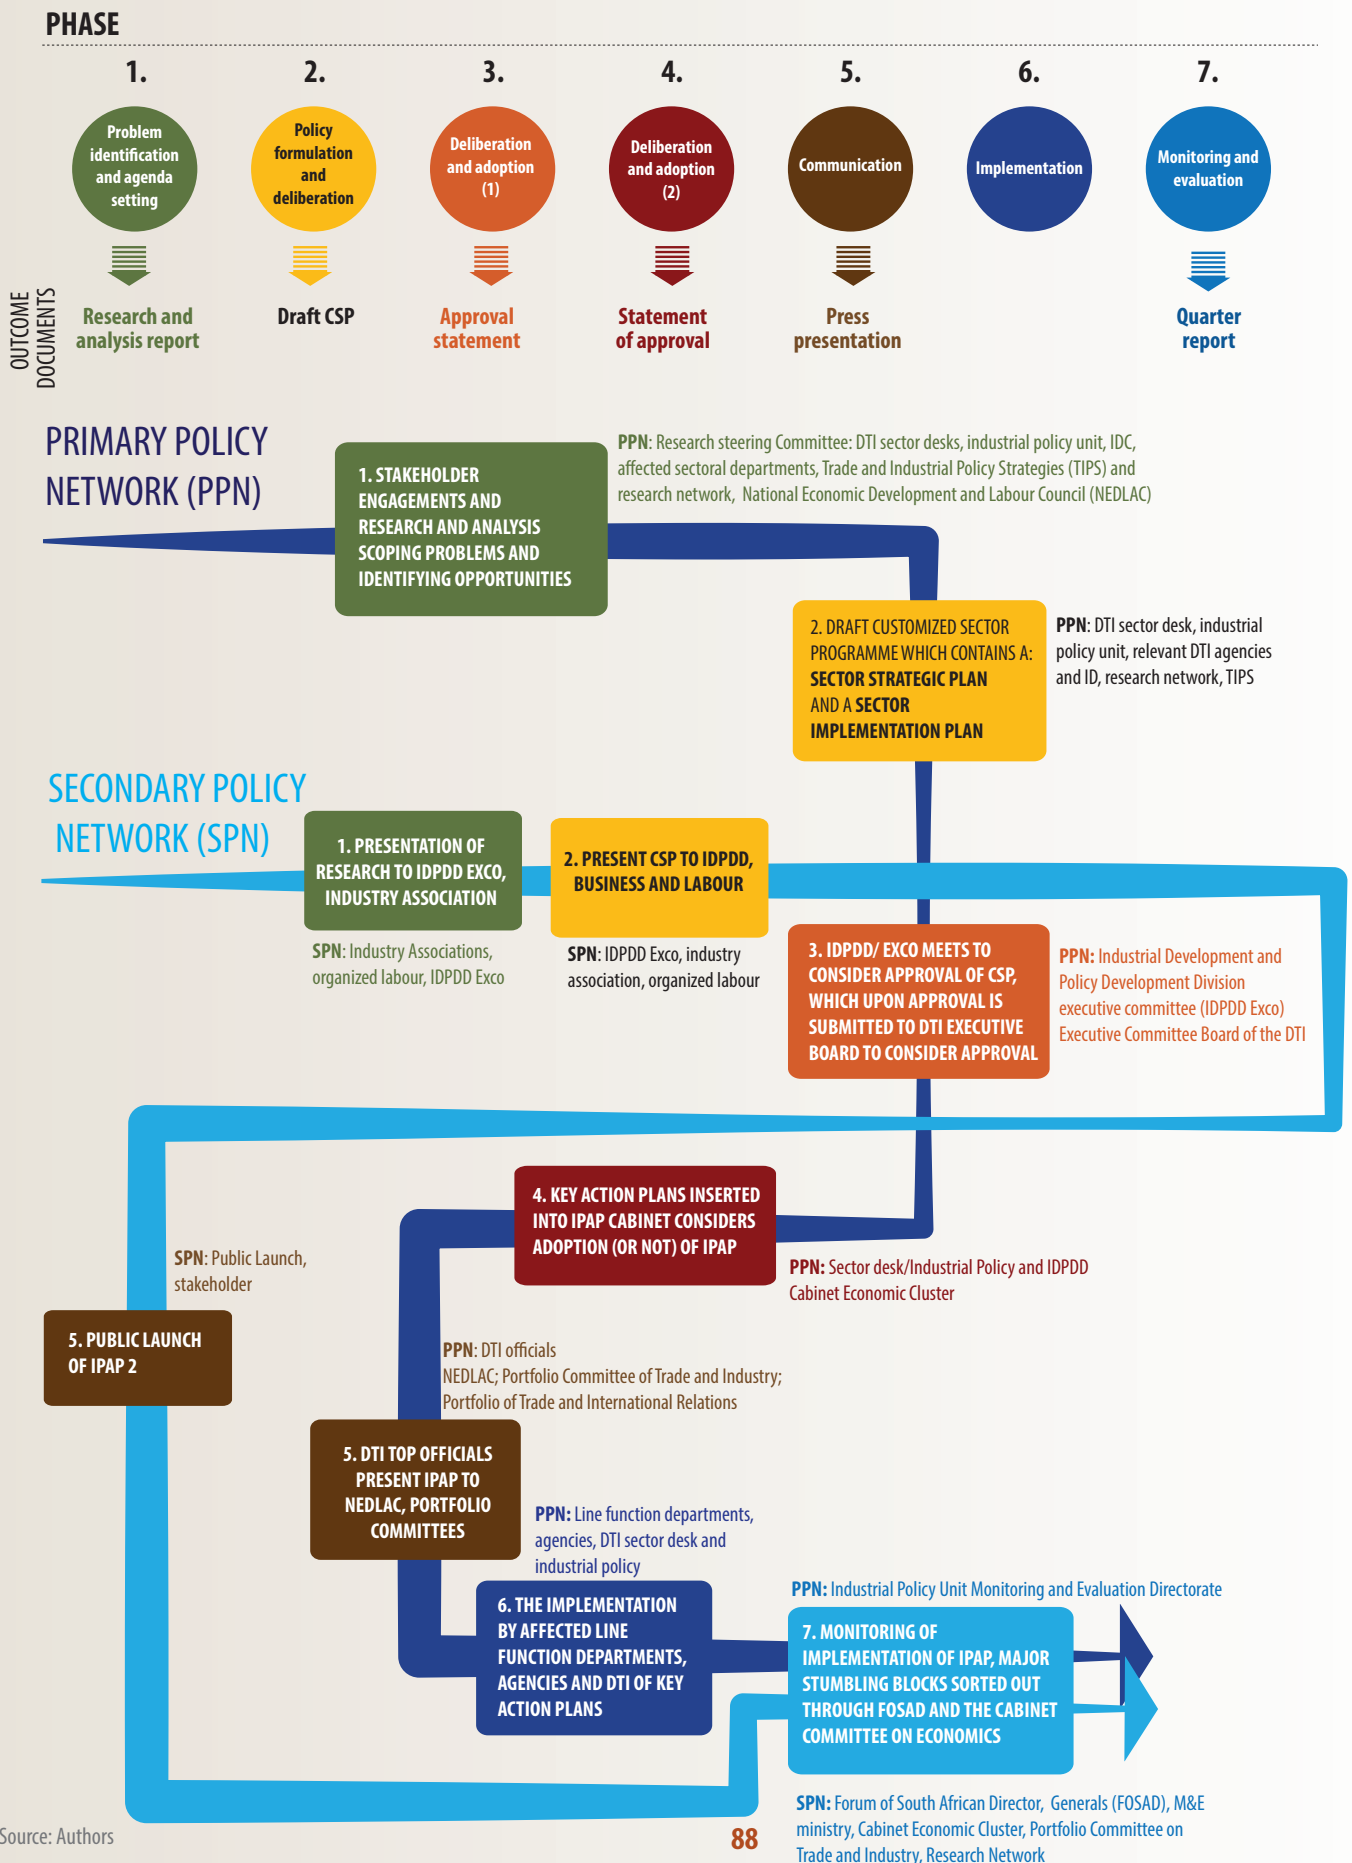 PHASE
1.
2.
3.
4.
5.
6.
7.
Problem
identification
and agenda
setting
Policy
formulation
and
deliberation
Deliberation
and adoption
(1)
Deliberation
and adoption
(2)
Communication
Implementation
Monitoring and
evaluation
OUTCOME
DOCUMENTS
Research and
analysis report
Draft CSP
Approval
statement
Statement
of approval
Press
presentation
Quarter
report
PRIMARY POLICY
NETWORK (PPN)
1. STAKEHOLDER
ENGAGEMENTS AND
RESEARCH AND ANALYSIS
SCOPING PROBLEMS AND
IDENTIFYING OPPORTUNITIES
PPN: Research steering Committee: DTI sector desks, industrial policy unit, IDC,
affected sectoral departments, Trade and Industrial Policy Strategies (TIPS) and
research network, National Economic Development and Labour Council (NEDLAC)
2. DRAFT CUSTOMIZED SECTOR
PROGRAMME WHICH CONTAINS A:
SECTOR STRATEGIC PLAN
AND A SECTOR
IMPLEMENTATION PLAN
PPN: DTI sector desk, industrial
policy unit, relevant DTI agencies
and ID, research network, TIPS
SECONDARY POLICY
NETWORK (SPN)
1. PRESENTATION OF
RESEARCH TO IDPDD EXCO,
INDUSTRY ASSOCIATION
SPN: Industry Associations,
organized labour, IDPDD Exco
2. PRESENT CSP TO IDPDD,
BUSINESS AND LABOUR
SPN: IDPDD Exco, industry
association, organized labour
3. IDPDD/ EXCO MEETS TO
CONSIDER APPROVAL OF CSP,
WHICH UPON APPROVAL IS
SUBMITTED TO DTI EXECUTIVE
BOARD TO CONSIDER APPROVAL
PPN: Industrial Development and
Policy Development Division
executive committee (IDPDD Exco)
Executive Committee Board of the DTI
4. KEY ACTION PLANS INSERTED
INTO IPAP CABINET CONSIDERS
ADOPTION (OR NOT) OF IPAP
PPN: Sector desk/Industrial Policy and IDPDD
Cabinet Economic Cluster
SPN: Public Launch,
stakeholder
5. PUBLIC LAUNCH
OF IPAP 2
PPN: DTI officials
NEDLAC; Portfolio Committee of Trade and Industry;
Portfolio of Trade and International Relations
5. DTI TOP OFFICIALS
PRESENT IPAP TO
NEDLAC, PORTFOLIO
COMMITTEES
PPN: Line function departments,
agencies, DTI sector desk and
industrial policy
6. THE IMPLEMENTATION
BY AFFECTED LINE
FUNCTION DEPARTMENTS,
AGENCIES AND DTI OF KEY
ACTION PLANS
PPN: Industrial Policy Unit Monitoring and Evaluation Directorate
7. MONITORING OF
IMPLEMENTATION OF IPAP, MAJOR
STUMBLING BLOCKS SORTED OUT
THROUGH FOSAD AND THE CABINET
COMMITTEE ON ECONOMICS
SPN: Forum of South African Director, Generals (FOSAD), M&E
ministry, Cabinet Economic Cluster, Portfolio Committee on
Trade and Industry, Research Network
Source: Authors
88